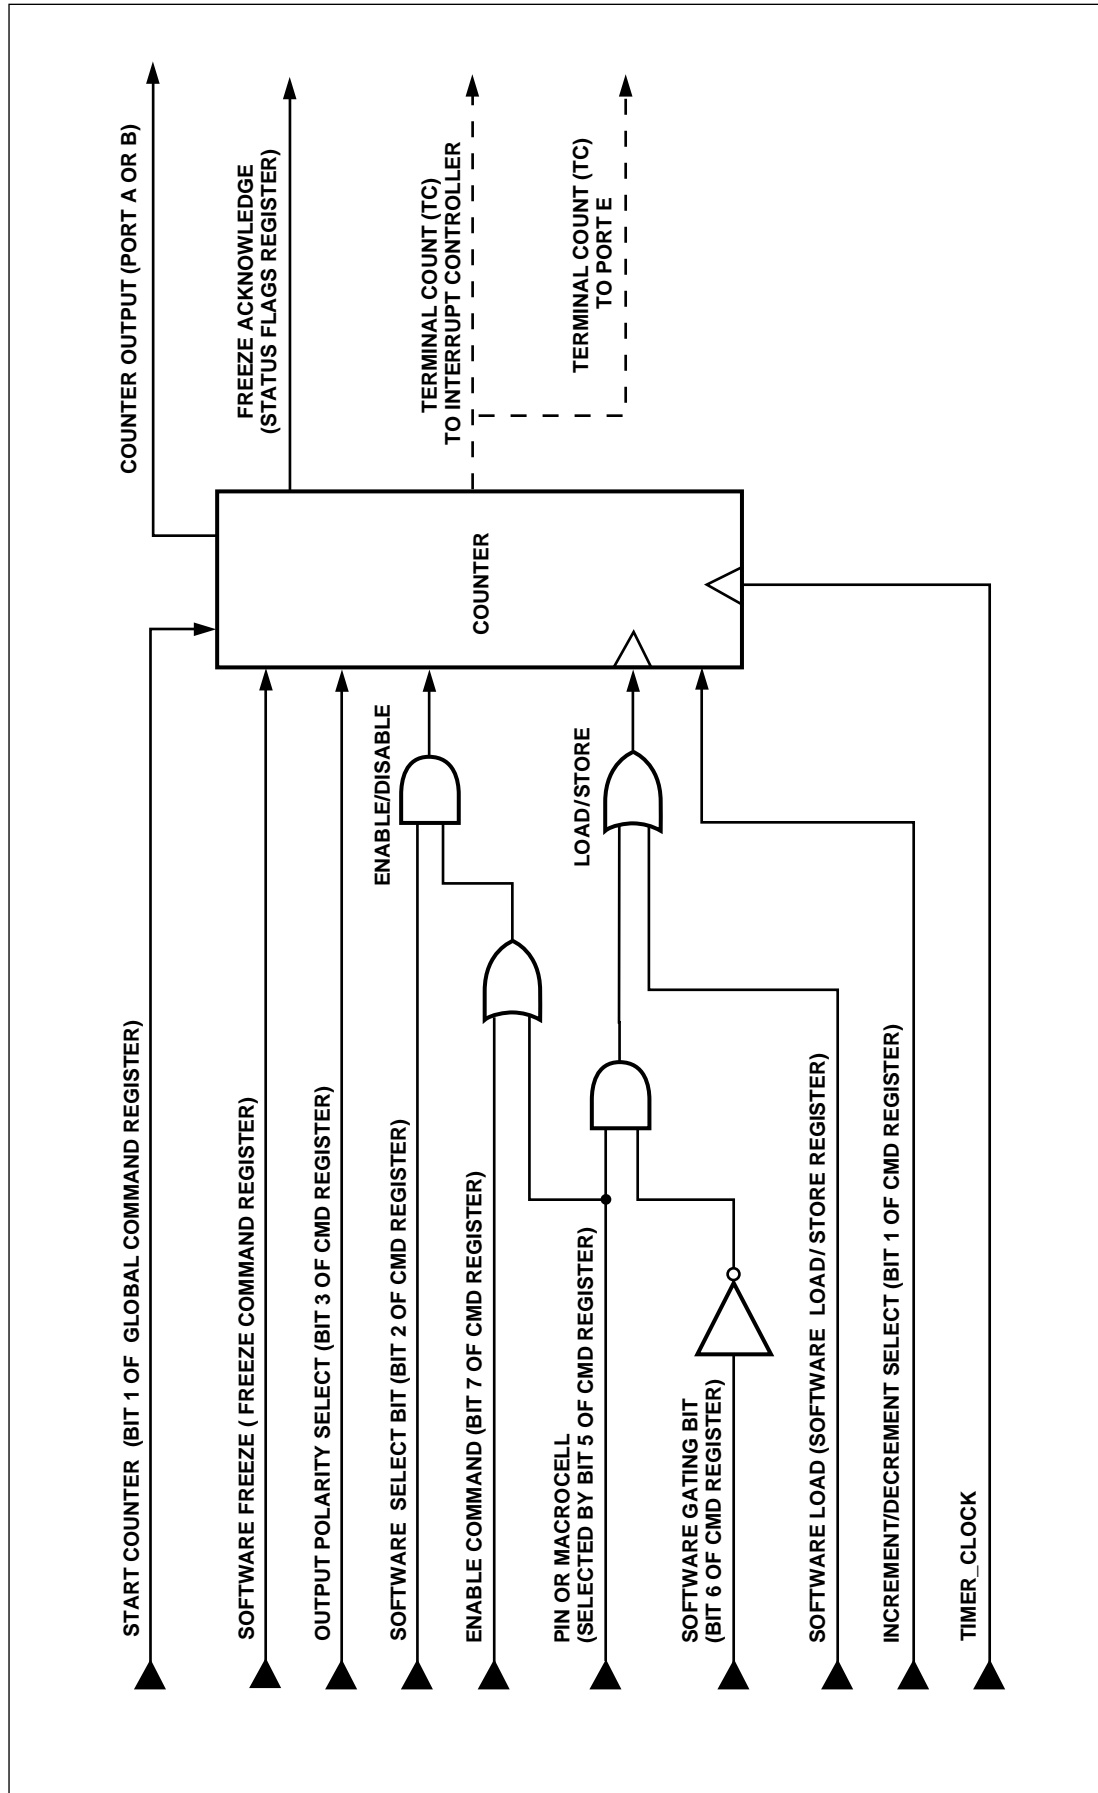 START COUNTER (BIT 1 OF GLOBAL COMMAND REGISTER)
SOFTWARE FREEZE ( FREEZE COMMAND REGISTER)
OUTPUT POLARITY SELECT (BIT 3 OF CMD REGISTER)
SOFTWARE SELECT BIT (BIT 2 OF CMD REGISTER)
ENABLE COMMAND (BIT 7 OF CMD REGISTER)
PIN OR MACROCELL
(SELECTED BY BIT 5 OF CMD REGISTER)
SOFTWARE GATING BIT
(BIT 6 OF CMD REGISTER)
SOFTWARE LOAD (SOFTWARE LOAD/ STORE REGISTER)
INCREMENT/DECREMENT SELECT (BIT 1 OF CMD REGISTER)
TIMER_CLOCK
ENABLE/DISABLE
LOAD/STORE
COUNTER
COUNTER OUTPUT (PORT A OR B)
FREEZE ACKNOWLEDGE
(STATUS FLAGS REGISTER)
TERMINAL COUNT (TC)
TO INTERRUPT CONTROLLER
TERMINAL COUNT (TC)
TO PORT E